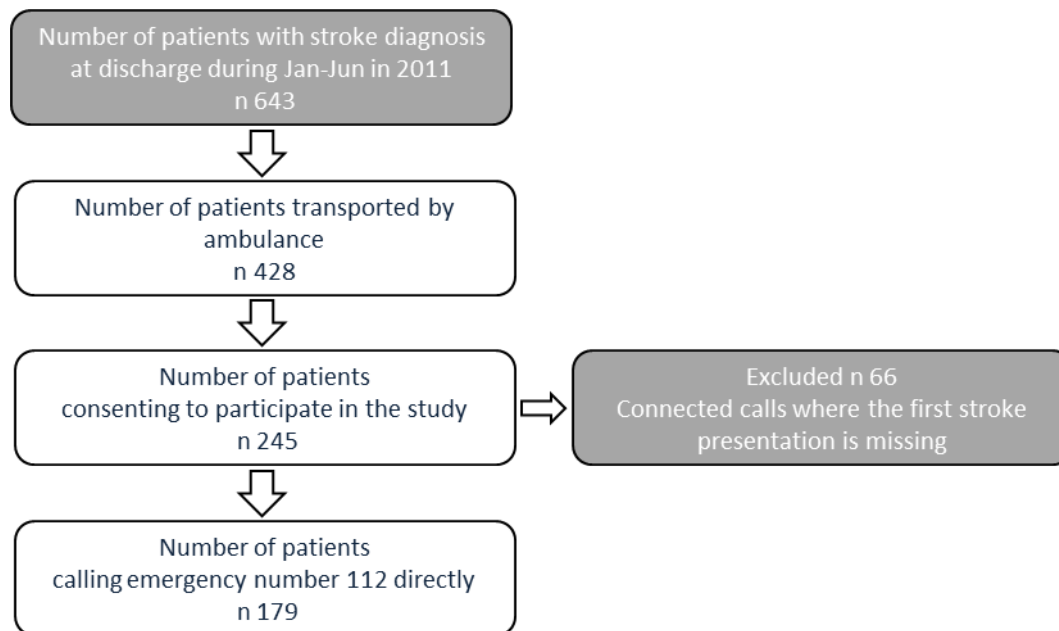 Number of patients with stroke diagnosis
at discharge during Jan-Jun in 2011
n 643
Number of patients transported by
ambulance
n 428
Number of patients
consenting to participate in the study
n 245
Excluded n 66
Connected calls where the first stroke
presentation is missing
Number of patients
calling emergency number 112 directly
n 179